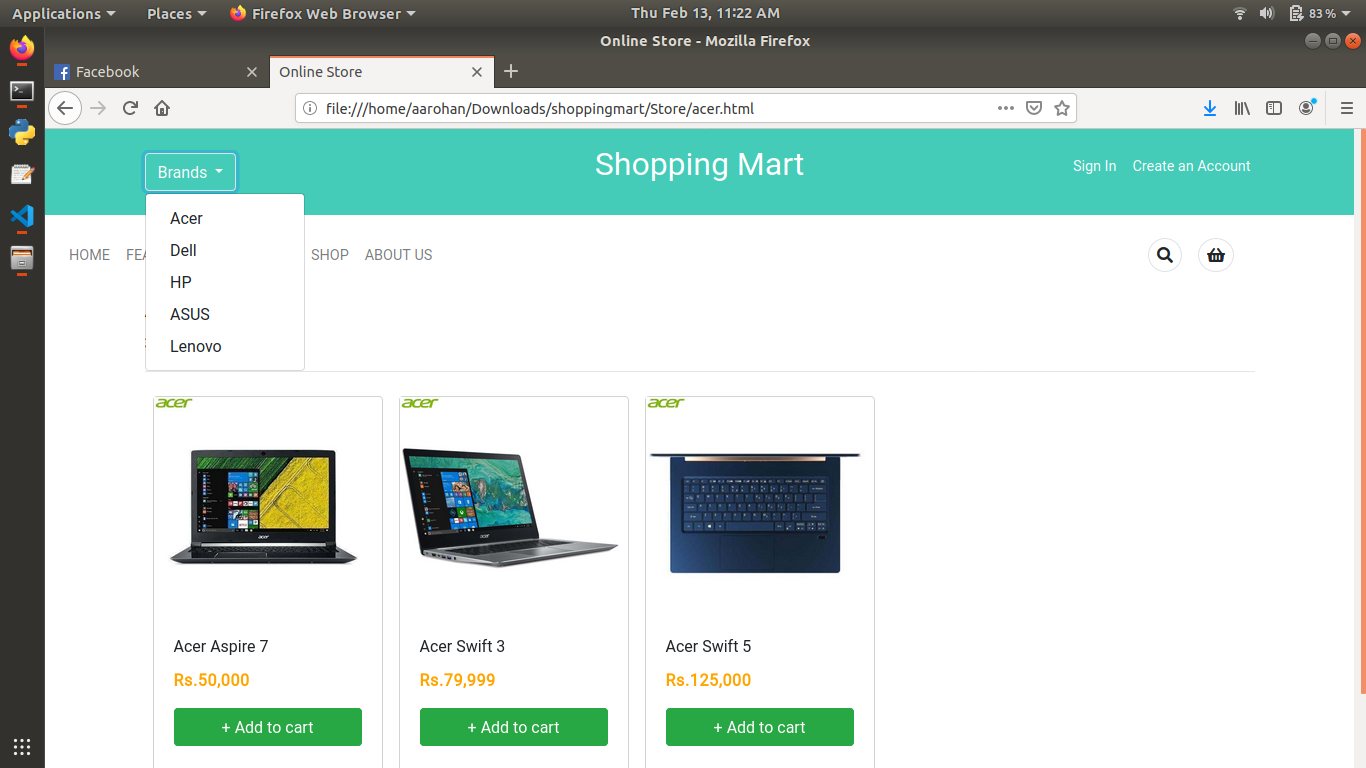 Applications Places Firefox Web Browser Thu Feb 13, 11:22 AM 83 %
Online Store - Mozilla Firefox
Facebook Online Store
file:///home/aarohan/Downloads/shoppingmart/Store/acer.html
Brands Shopping Mart Sign In Create an Account
Acer
Dell
HP
ASUS
Lenovo
HOME FEA SHOP ABOUT US
acer acer acer
acer acer
Acer Aspire 7 Acer Swift 3 Acer Swift 5
Rs.50,000 Rs.79,999 Rs.125,000
+ Add to cart + Add to cart + Add to cart